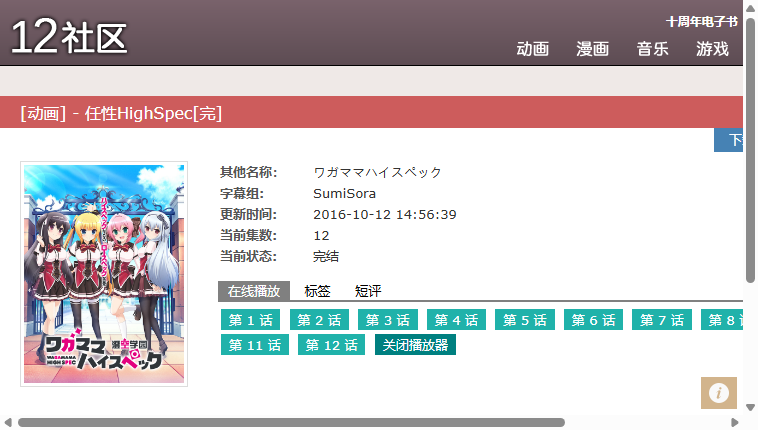 12社区
十周年电子书
动画 漫画 音乐 游戏
[动画] - 任性HighSpec[完]
下
其他名称: ワガママハイスペック
字幕组: SumiSora
更新时间: 2016-10-12 14:56:39
当前集数: 12
当前状态: 完结
在线播放 标签 短评
第 1 话 第 2 话 第 3 话 第 4 话 第 5 话 第 6 话 第 7 话 第 8
第 11 话 第 12 话 关闭播放器
ワガママ
WAGAMAMA
HIGH SPEC
ハイスペック